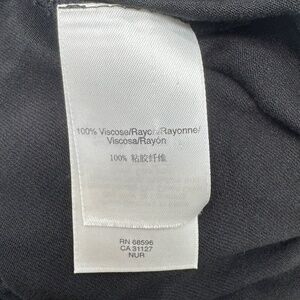 100% Viscose/Rayon/Rayonne/
Viscosa/Rayón
100% 粘胶纤维
RN 68596
CA 31127
NUR